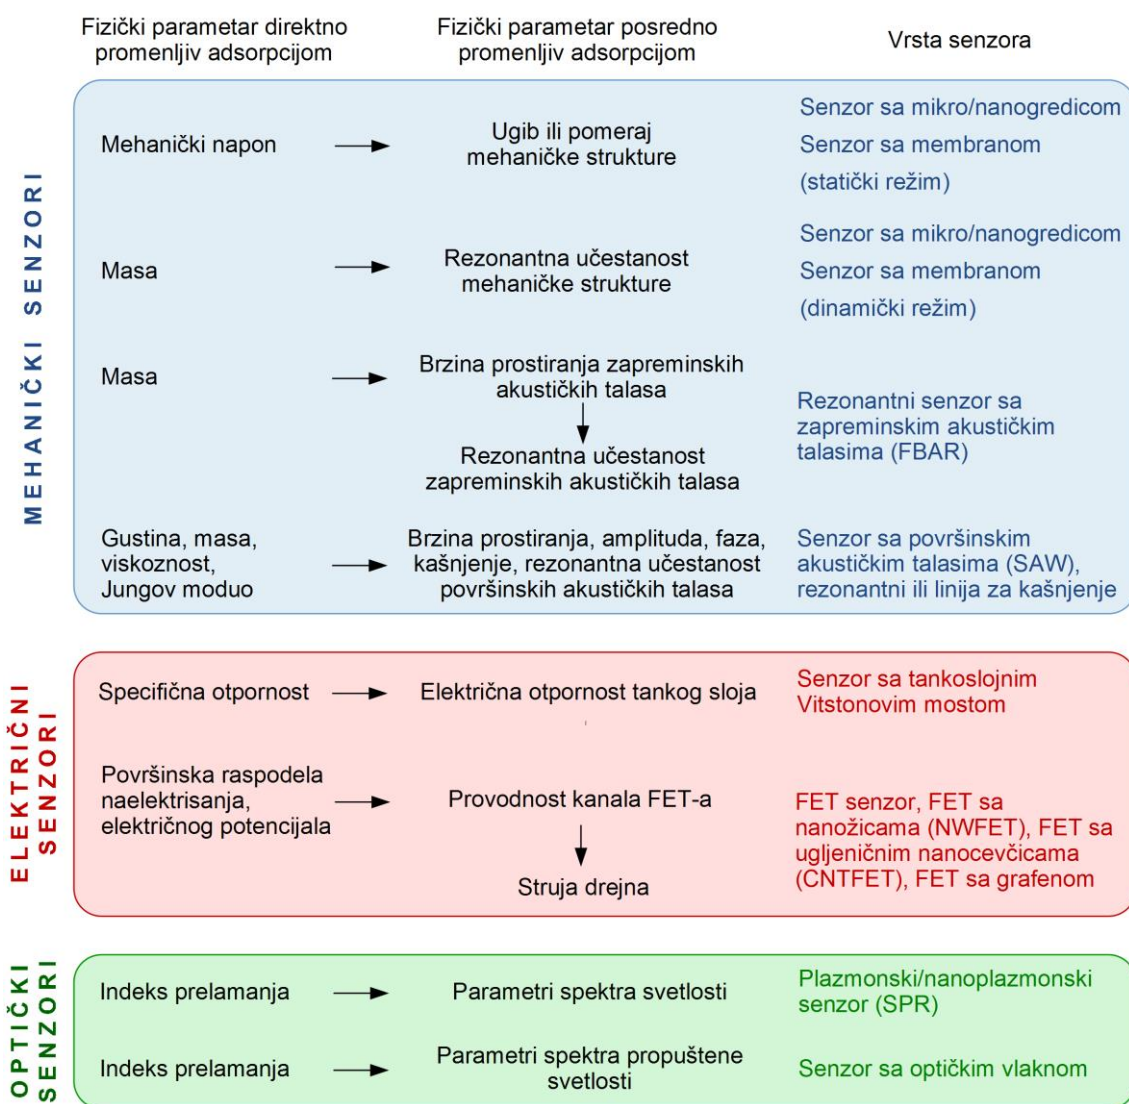 Fizički parametar direktno
promenljiv adsorpcijom
Fizički parametar posredno
promenljiv adsorpcijom
Vrsta senzora
MEHANIČKI SENZORI
Mehanički napon
Ugib ili pomeraj
mehaničke strukture
Senzor sa mikro/nanogredicom
Senzor sa membranom
(statički režim)
Masa
Rezonantna učestanost
mehaničke strukture
Senzor sa mikro/nanogredicom
Senzor sa membranom
(dinamički režim)
Masa
Brzina prostiranja zapreminskih
akustičkih talasa
Rezonantna učestanost
zapreminskih akustičkih talasa
Rezonantni senzor sa
zapreminskim akustičkim
talasima (FBAR)
Gustina, masa,
viskoznost,
Jungov moduo
Brzina prostiranja, amplituda, faza,
kašnjenje, rezonantna učestanost
površinskih akustičkih talasa
Senzor sa površinskim
akustičkim talasima (SAW),
rezonantni ili linija za kašnjenje
ELEKTRIČNI
SENZORI
Specifična otpornost
Elektrićna otpornost tankog sloja
Senzor sa tankoslojnim
Vitstonovim mostom
Površinska raspodela
naelektrisanja,
električnog potencijala
Provodnost kanala FET-a
Struja drejna
FET senzor, FET sa
nanožicama (NWFET), FET sa
ugljeničnim nanocevčicama
(CNTFET), FET sa grafenom
OPTIČKI
SENZORI
Indeks prelamanja
Parametri spektra svetlosti
Plazmonski/nanoplazmonski
senzor (SPR)
Indeks prelamanja
Parametri spektra propuštene
svetlosti
Senzor sa optičkim vlaknom